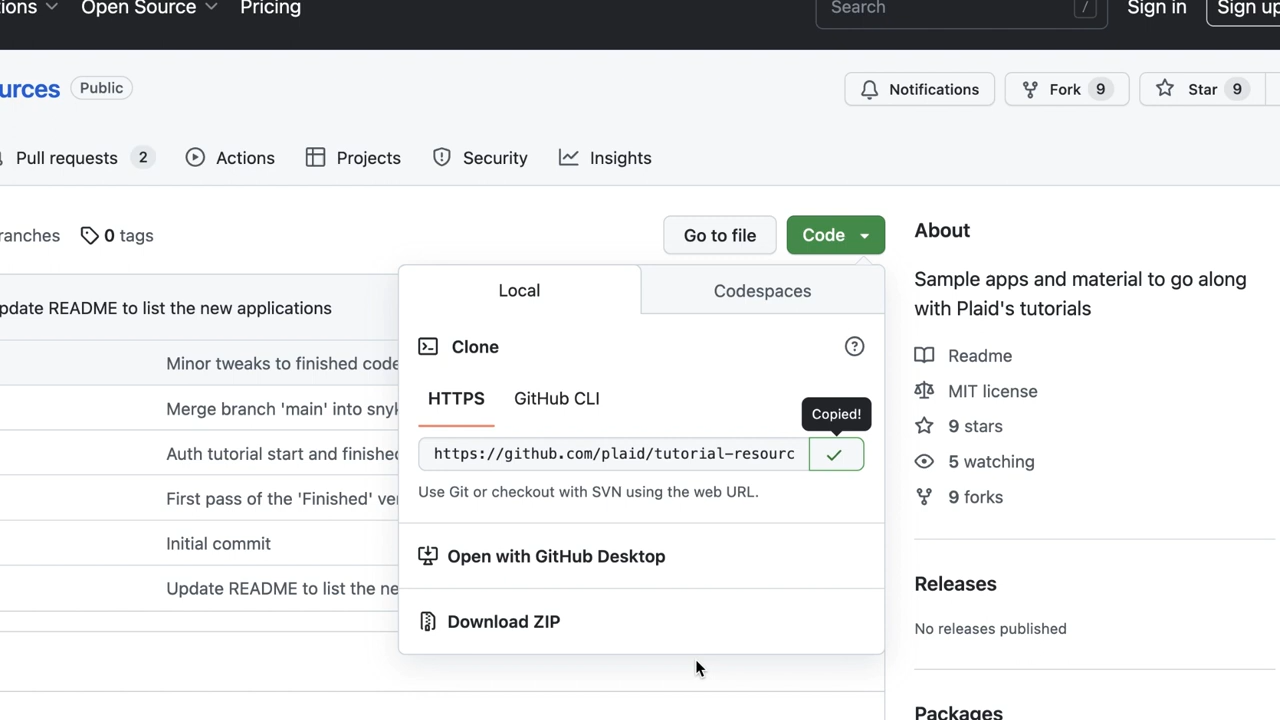 ions Open Source Pricing Search / Sign in Sign up
urces Public Notifications Fork 9 Star 9
Pull requests 2 Actions Projects Security Insights
ranches 0 tags Go to file Code
pdate README to list the new applications
Minor tweaks to finished code
Merge branch 'main' into snyk
Auth tutorial start and finishe
First pass of the 'Finished' ve
Initial commit
Update README to list the ne
Local Codespaces
Clone
HTTPS GitHub CLI
Copied!
https://github.com/plaid/tutorial-resourc
Use Git or checkout with SVN using the web URL.
Open with GitHub Desktop
Download ZIP
About
Sample apps and material to go along
with Plaid's tutorials
Readme
MIT license
9 stars
5 watching
9 forks
Releases
No releases published
Packages